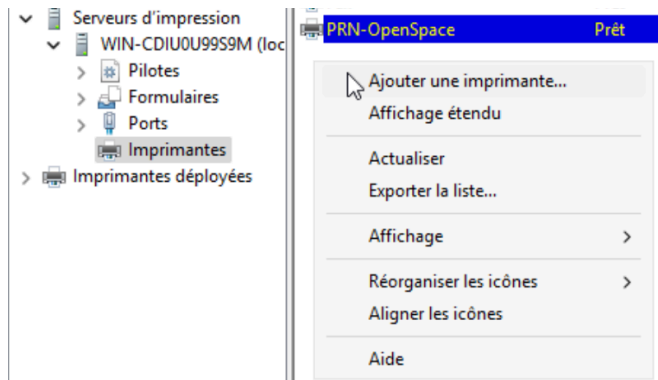 Serveurs d'impression
WIN-CDIU0U99S9M (loc
Pilotes
Formulaires
Ports
Imprimantes
Imprimantes déployées
PRN-OpenSpace Prêt
Ajouter une imprimante...
Affichage étendu
Actualiser
Exporter la liste...
Affichage
Réorganiser les icônes
Aligner les icônes
Aide